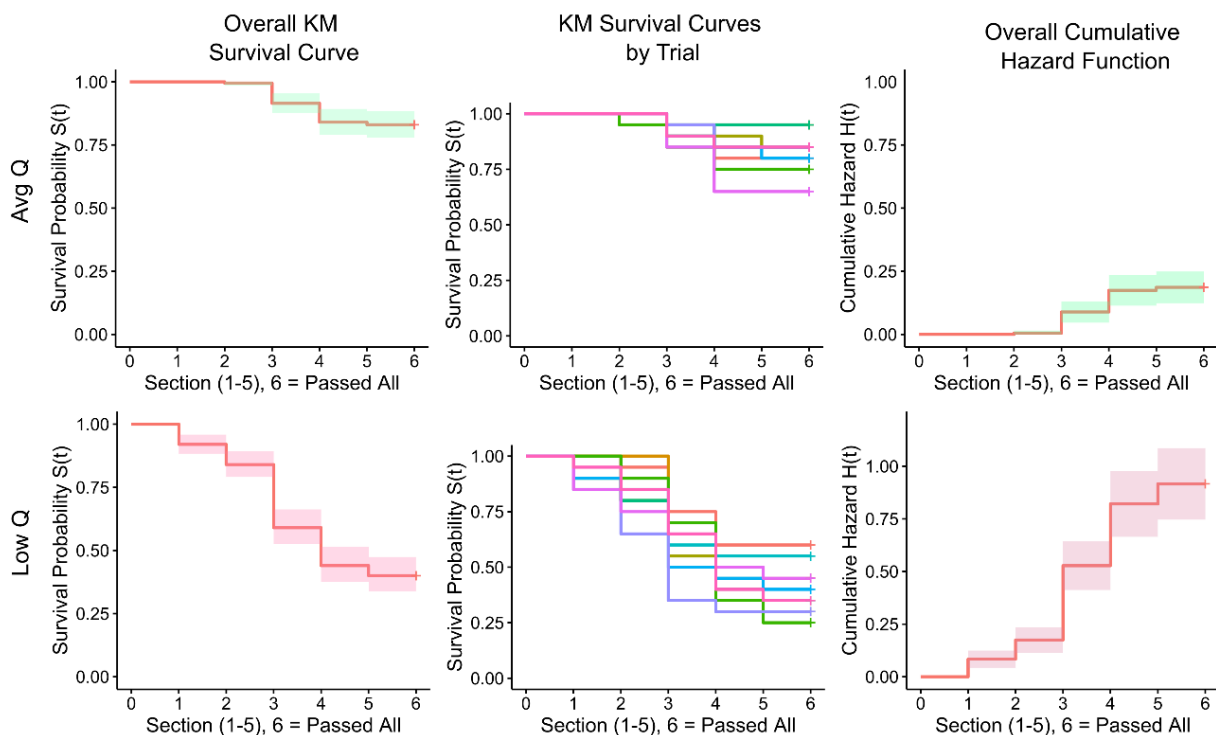 Overall KM
Survival Curve
KM Survival Curves
by Trial
Overall Cumulative
Hazard Function
Avg Q
Survival Probability S(t)
1.00
0.75
0.50
0.25
0.00
0 1 2 3 4 5 6
Section (1-5), 6 = Passed All
Survival Probability S(t)
1.00
0.75
0.50
0.25
0.00
0 1 2 3 4 5 6
Section (1-5), 6 = Passed All
Cumulative Hazard H(t)
1.00
0.75
0.50
0.25
0.00
0 1 2 3 4 5 6
Section (1-5), 6 = Passed All
Low Q
Survival Probability S(t)
1.00
0.75
0.50
0.25
0.00
0 1 2 3 4 5 6
Section (1-5), 6 = Passed All
Survival Probability S(t)
1.00
0.75
0.50
0.25
0.00
0 1 2 3 4 5 6
Section (1-5), 6 = Passed All
Cumulative Hazard H(t)
1.00
0.75
0.50
0.25
0.00
0 1 2 3 4 5 6
Section (1-5), 6 = Passed All